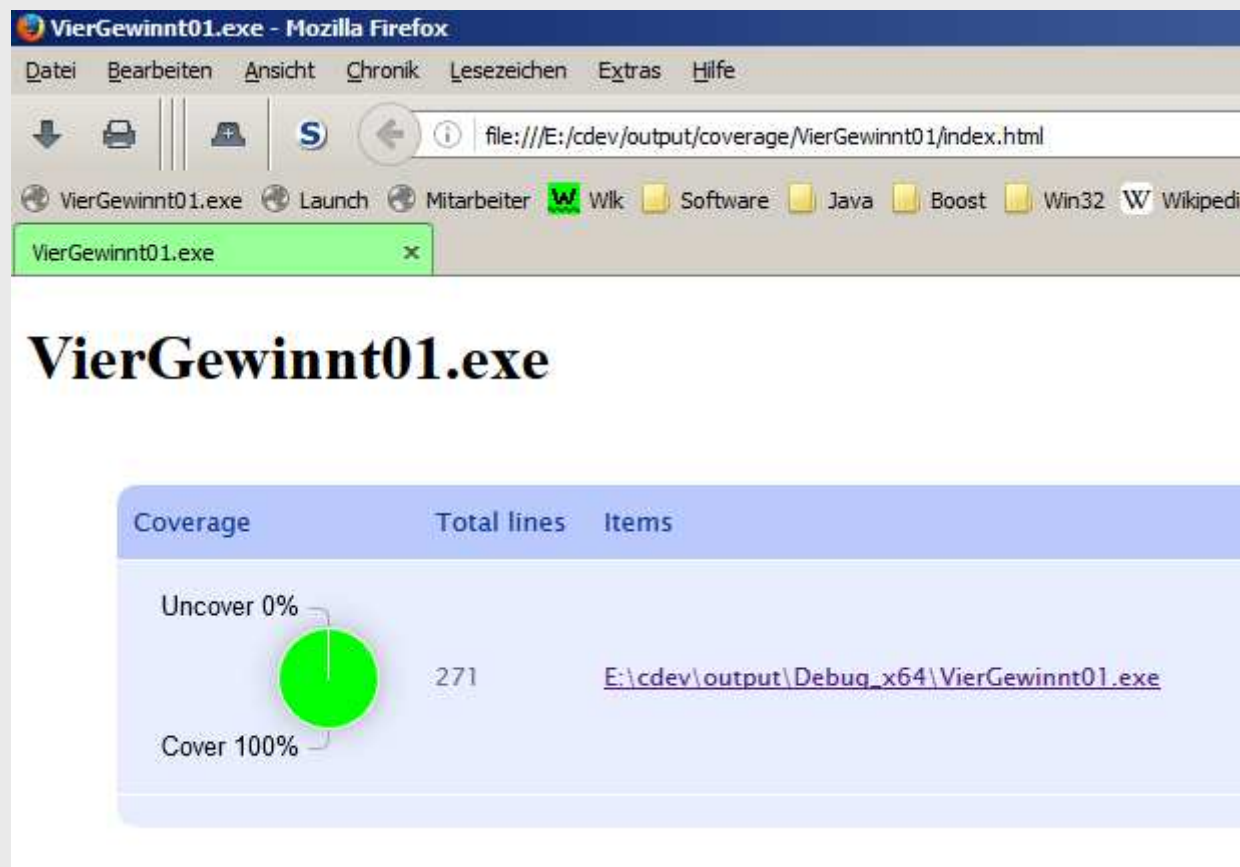 VierGewinnt01.exe - Mozilla Firefox
Datei Bearbeiten Ansicht Chronik Lesezeichen Extras Hilfe
S file:///E:/cdev/output/coverage/VierGewinnt01/index.html
VierGewinnt01.exe Launch Mitarbeiter W Wlk Software Java Boost Win32 W Wikipedi
VierGewinnt01.exe ×
VierGewinnt01.exe
Coverage Total lines Items
Uncover 0%
271 E:\cdev\output\Debug_x64\VierGewinnt01.exe
Cover 100%